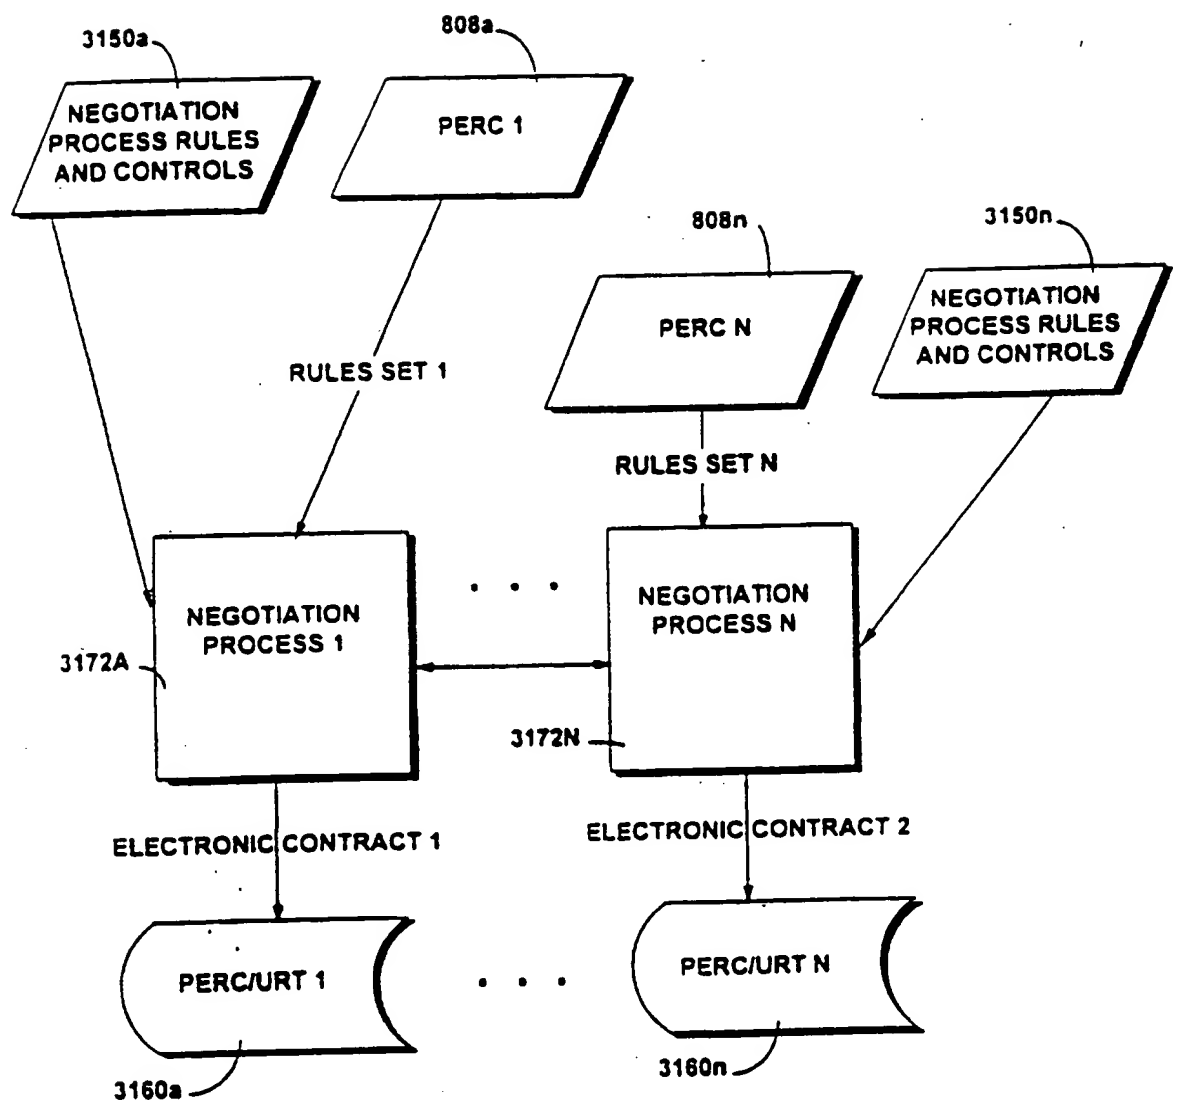 3150a
808a
NEGOTIATION
PROCESS RULES
AND CONTROLS
PERC 1
808n
3150n
PERC N
NEGOTIATION
PROCESS RULES
AND CONTROLS
RULES SET 1
RULES SET N
NEGOTIATION
PROCESS 1
NEGOTIATION
PROCESS N
3172A
3172N
ELECTRONIC CONTRACT 1
ELECTRONIC CONTRACT 2
PERC/URT 1
PERC/URT N
3160a
3160n